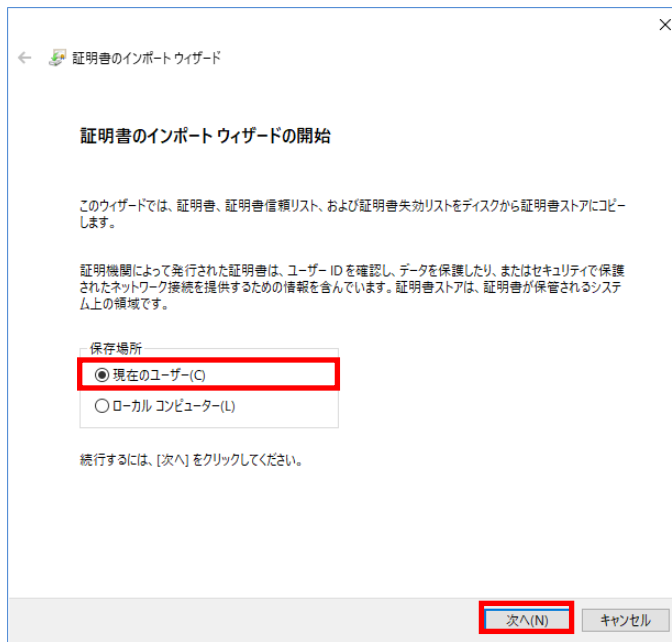 証明書のインポート ウィザード
証明書のインポート ウィザードの開始
このウィザードでは、証明書、証明書信頼リスト、および証明書失効リストをディスクから証明書ストアにコピー
します。
証明機関によって発行された証明書は、ユーザー ID を確認し、データを保護したり、またはセキュリティで保護
されたネットワーク接続を提供するための情報を含んでいます。証明書ストアは、証明書が保管されるシステ
ム上の領域です。
保存場所
現在のユーザー(C)
ローカル コンピューター(L)
続行するには、[次へ] をクリックしてください。
次へ(N)
キャンセル